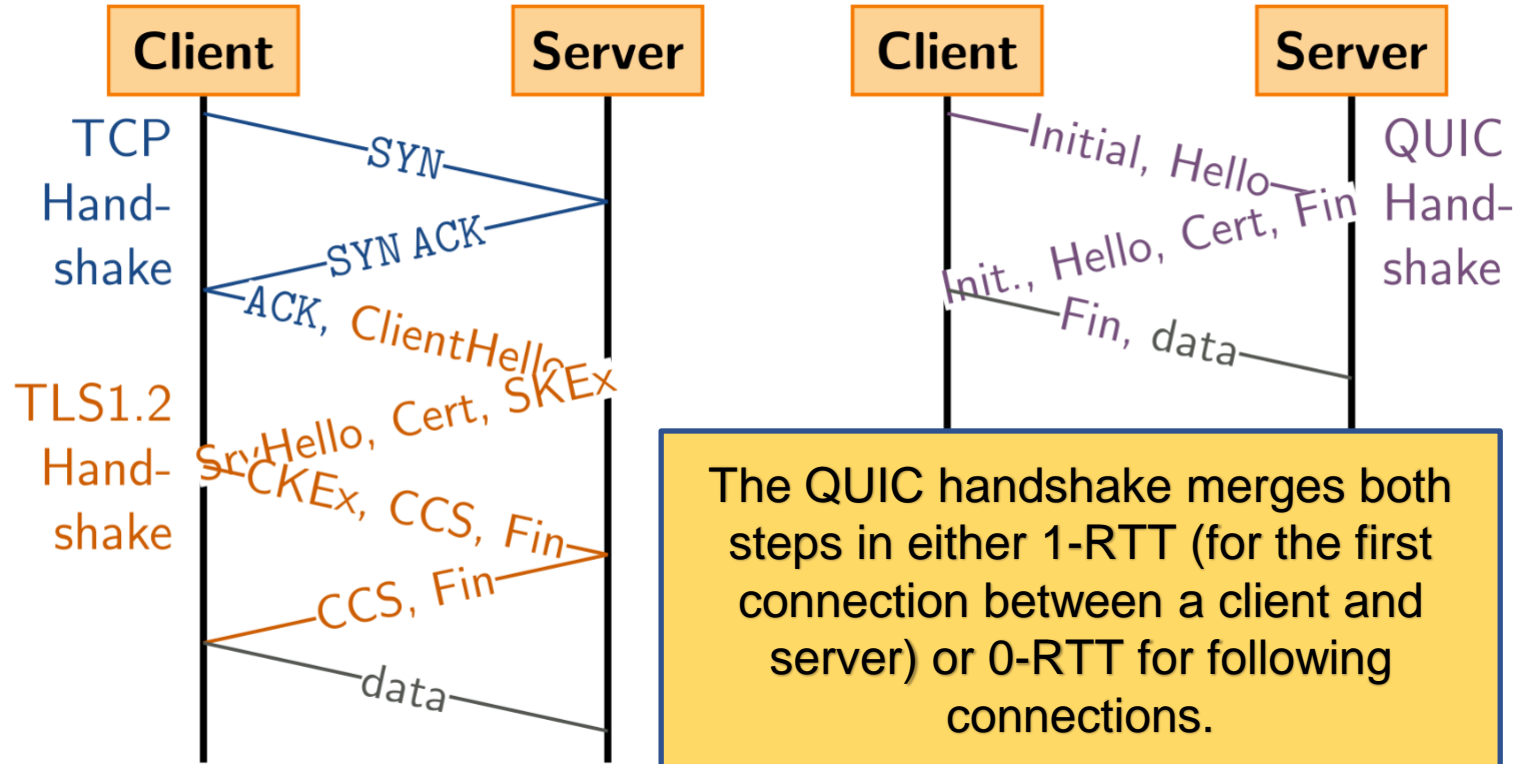 Client
Server
TCP
Hand-
shake
SYN
SYN ACK
ACK, ClientHello
TLS1.2
Hand-
shake
SrvHello, Cert, SKEx
CKEx, CCS, Fin
CCS, Fin
data
Client
Server
Initial, Hello
QUIC
Hand-
shake
Init., Hello, Cert, Fin
Fin, data
The QUIC handshake merges both
steps in either 1-RTT (for the first
connection between a client and
server) or 0-RTT for following
connections.